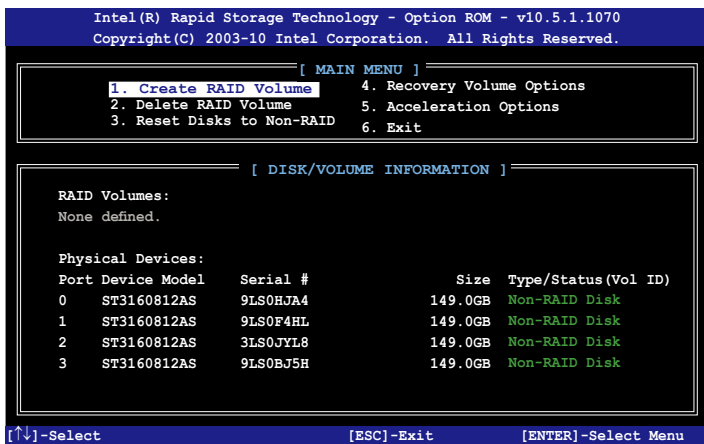 Intel(R) Rapid Storage Technology - Option ROM - v10.5.1.1070
Copyright(C) 2003-10 Intel Corporation. All Rights Reserved.
[ MAIN MENU ]
1. Create RAID Volume
2. Delete RAID Volume
3. Reset Disks to Non-RAID
4. Recovery Volume Options
5. Acceleration Options
6. Exit
[ DISK/VOLUME INFORMATION ]
RAID Volumes:
None defined.
Physical Devices:
Port Device Model Serial # Size Type/Status(Vol ID)
0 ST3160812AS 9LS0HJA4 149.0GB Non-RAID Disk
1 ST3160812AS 9LS0F4HL 149.0GB Non-RAID Disk
2 ST3160812AS 3LS0JYL8 149.0GB Non-RAID Disk
3 ST3160812AS 9LS0BJ5H 149.0GB Non-RAID Disk
[↑↓]-Select [ESC]-Exit [ENTER]-Select Menu